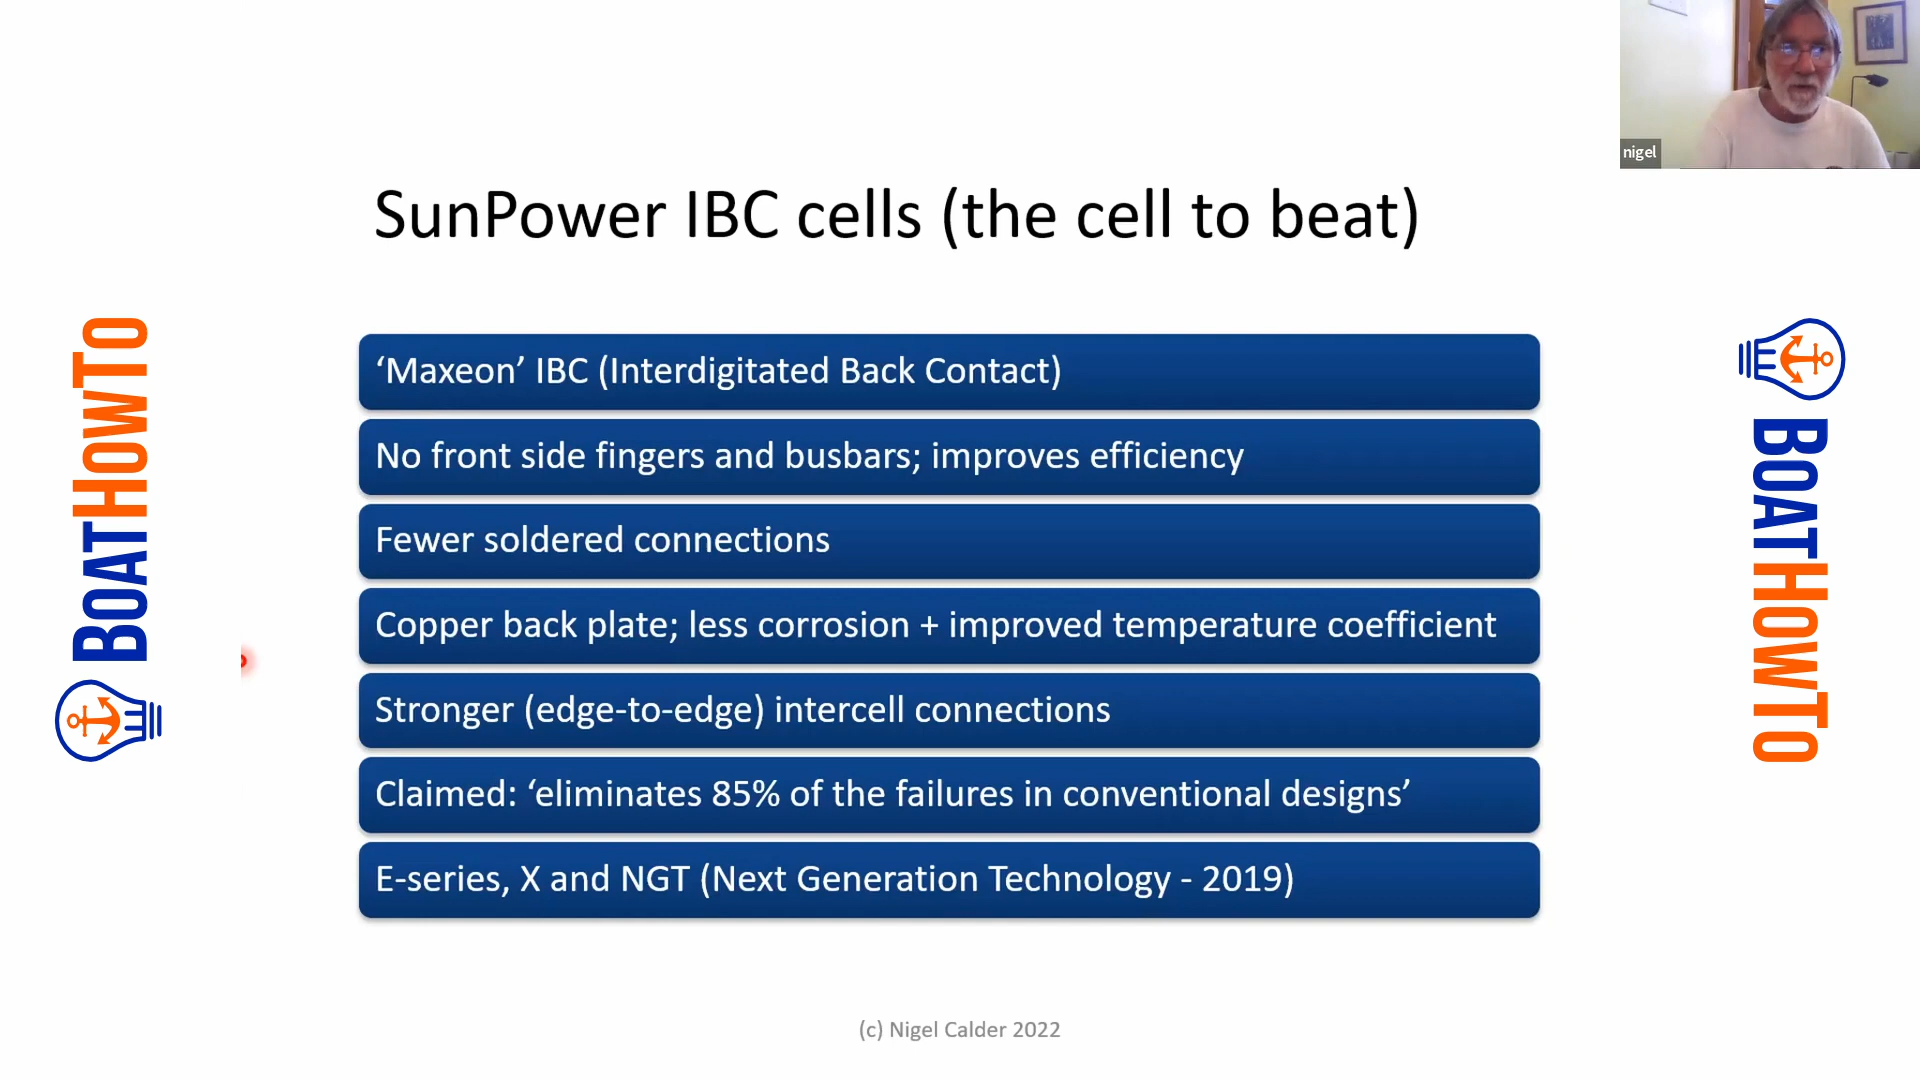 nigel
SunPower IBC cells (the cell to beat)
‘Maxeon’ IBC (Interdigitated Back Contact)
No front side fingers and busbars; improves efficiency
Fewer soldered connections
Copper back plate; less corrosion + improved temperature coefficient
Stronger (edge-to-edge) intercell connections
Claimed: ‘eliminates 85% of the failures in conventional designs’
E-series, X and NGT (Next Generation Technology - 2019)
BOATHOWTO
BOATHOWTO
(c) Nigel Calder 2022